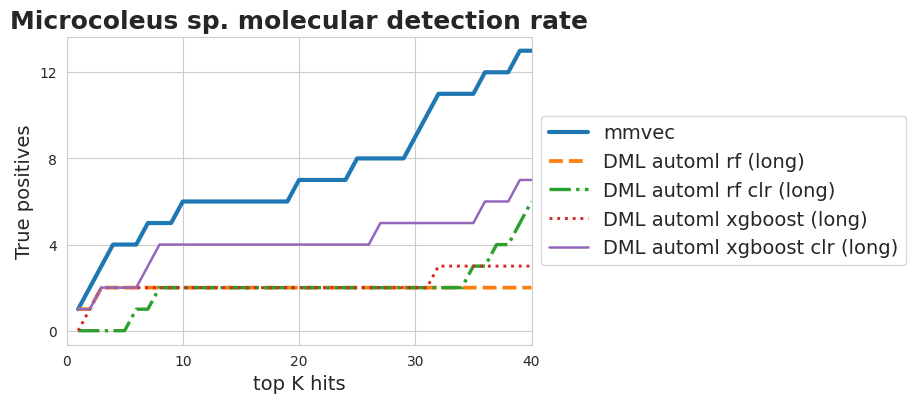 Microcoleus sp. molecular detection rate
True positives
12
8
4
0
0 10 20 30 40
top K hits
mmvec
DML automl rf (long)
DML automl rf clr (long)
DML automl xgboost (long)
DML automl xgboost clr (long)